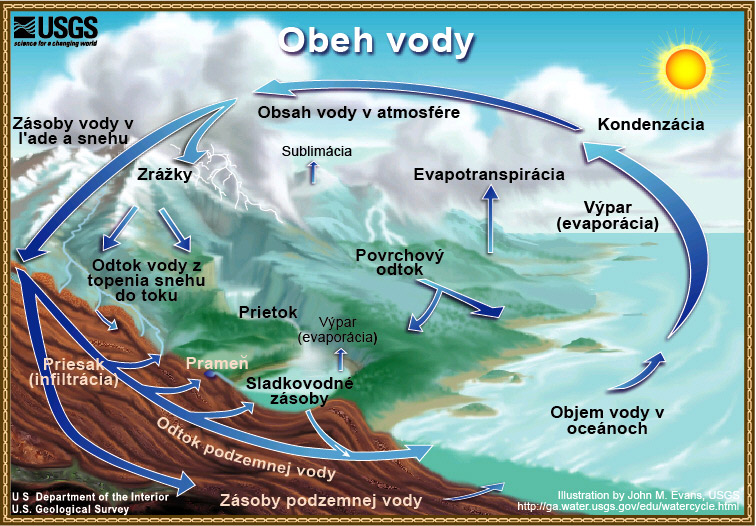 USGS
science for a changing world
Obeh vody
Zásoby vody v
l'ade a snehu
Obsah vody v atmosfére
Kondenzácia
Sublimácia
Zrážky
Evapotranspirácia
Výpar
(evaporácia)
Odtok vody z
topenia snehu
do toku
Povrchový
odtok
Prietok
Výpar
(evaporácia)
Priesak
(infiltrácia)
Prameň
Sladkovodné
zásoby
Objem vody v
oceánoch
Odtok podzemnej vody
Zásoby podzemnej vody
U S Department of the Interior
U.S. Geological Survey
Illustration by John M. Evans, USGS
http://ga.water.usgs.gov/edu/watercycle.html